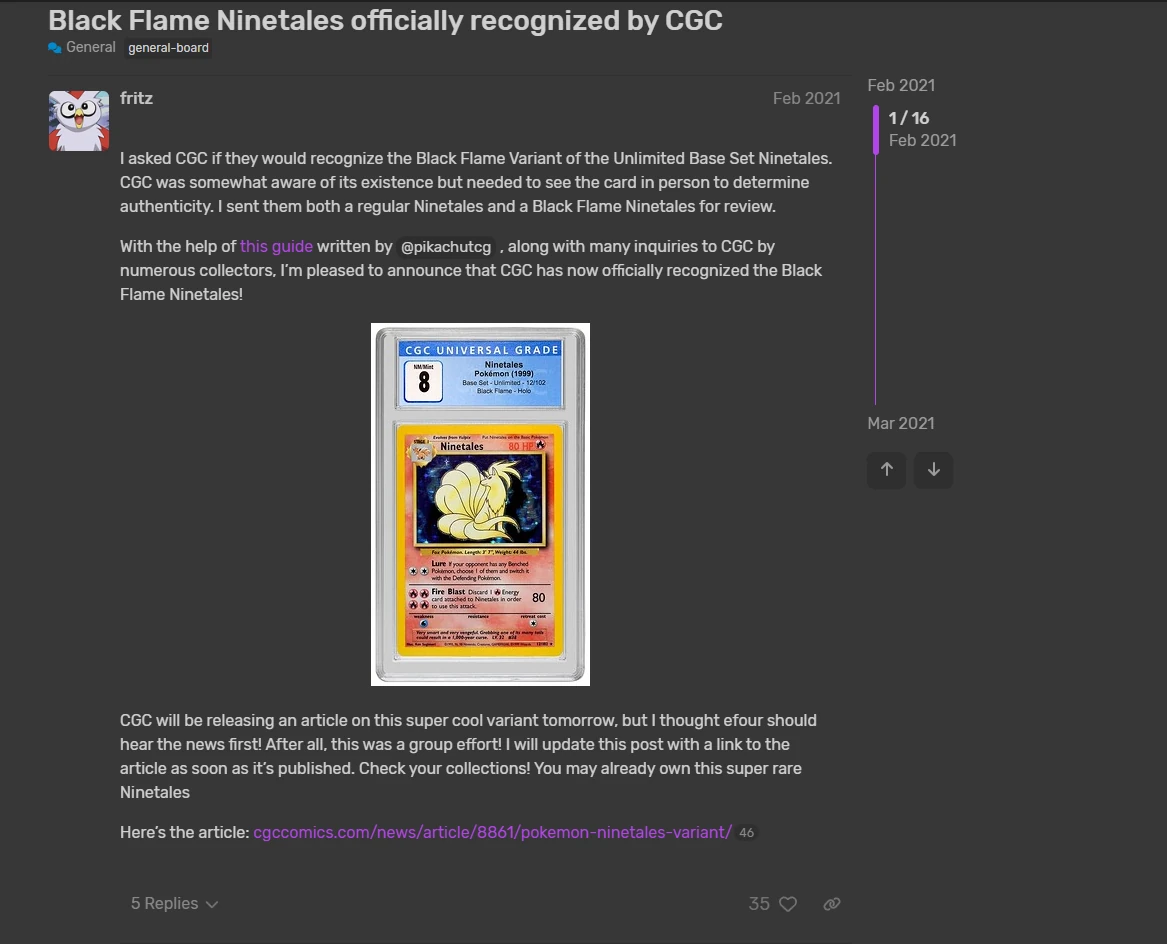 Black Flame Ninetales officially recognized by CGC
General general-board
fritz
Feb 2021
I asked CGC if they would recognize the Black Flame Variant of the Unlimited Base Set Ninetales.
CGC was somewhat aware of its existence but needed to see the card in person to determine
authenticity. I sent them both a regular Ninetales and a Black Flame Ninetales for review.
With the help of this guide written by @pikachutcg , along with many inquiries to CGC by
numerous collectors, I’m pleased to announce that CGC has now officially recognized the Black
Flame Ninetales!
CGC UNIVERSAL GRADE
NM/Mint
8
Ninetales
Pokémon (1999)
Base Set - Unlimited - 12/102
Black Flame - Holo
STAGE 1
Evolves from Vulpix
Put Ninetales on the Basic Pokémon
Ninetales
80 HP
Fox Pokémon. Length: 3' 7", Weight: 44 lbs.
Lure If your opponent has any Benched
Pokémon, choose 1 of them and switch it
with the Defending Pokémon.
Fire Blast Discard 1 Energy
card attached to Ninetales in order
to use this attack.
80
weakness
resistance
retreat cost
Very smart and very vengeful. Grabbing one of its many tails
could result in a 1,000-year curse. LV. 32 #38
CGC will be releasing an article on this super cool variant tomorrow, but I thought efour should
hear the news first! After all, this was a group effort! I will update this post with a link to the
article as soon as it’s published. Check your collections! You may already own this super rare
Ninetales
Here’s the article: cgccomics.com/news/article/8861/pokemon-ninetales-variant/ 46
5 Replies
35
Feb 2021
1 / 16
Feb 2021
Mar 2021